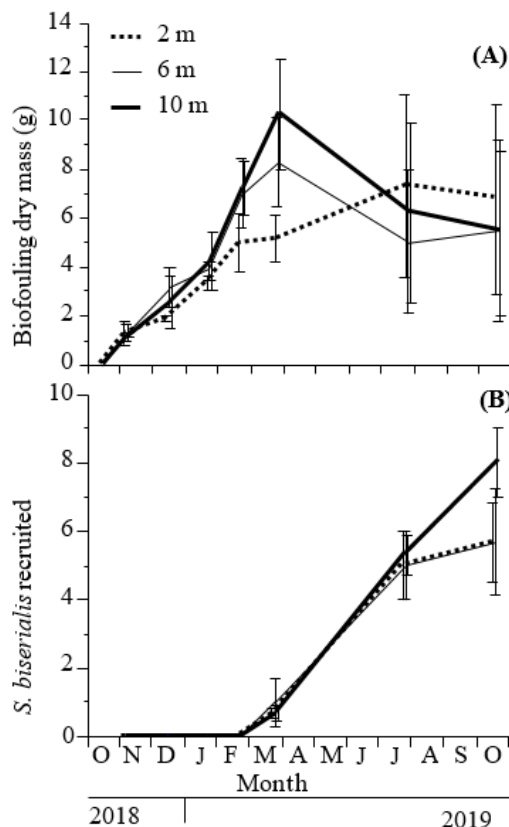 Biofouling dry mass (g)
14
12
10
8
6
4
2
0
2 m
6 m
10 m
(A)
S. biserialis recruited
10
8
6
4
2
0
(B)
O N D J F M A M J J A S O
Month
2018 2019